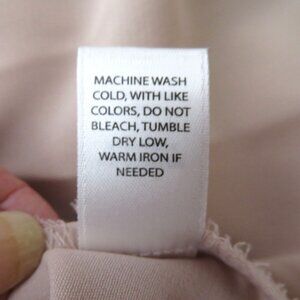 MACHINE WASH
COLD, WITH LIKE
COLORS, DO NOT
BLEACH, TUMBLE
DRY LOW,
WARM IRON IF
NEEDED